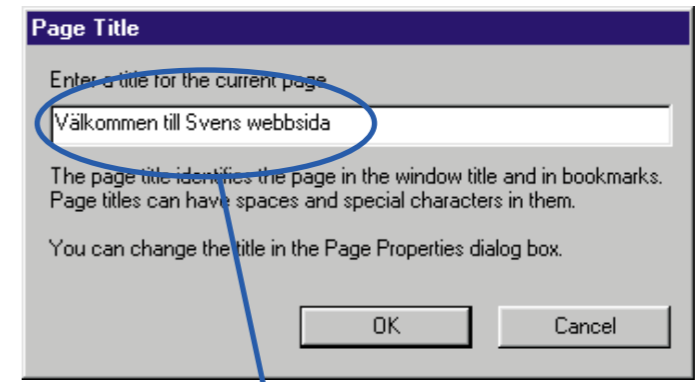 Page Title
Enter a title for the current page
Välkommen till Svens webbsida
The page title identifies the page in the window title and in bookmarks.
Page titles can have spaces and special characters in them.
You can change the title in the Page Properties dialog box.
OK
Cancel